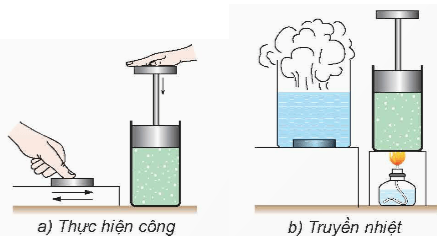 a) Thực hiện công
b) Truyền nhiệt